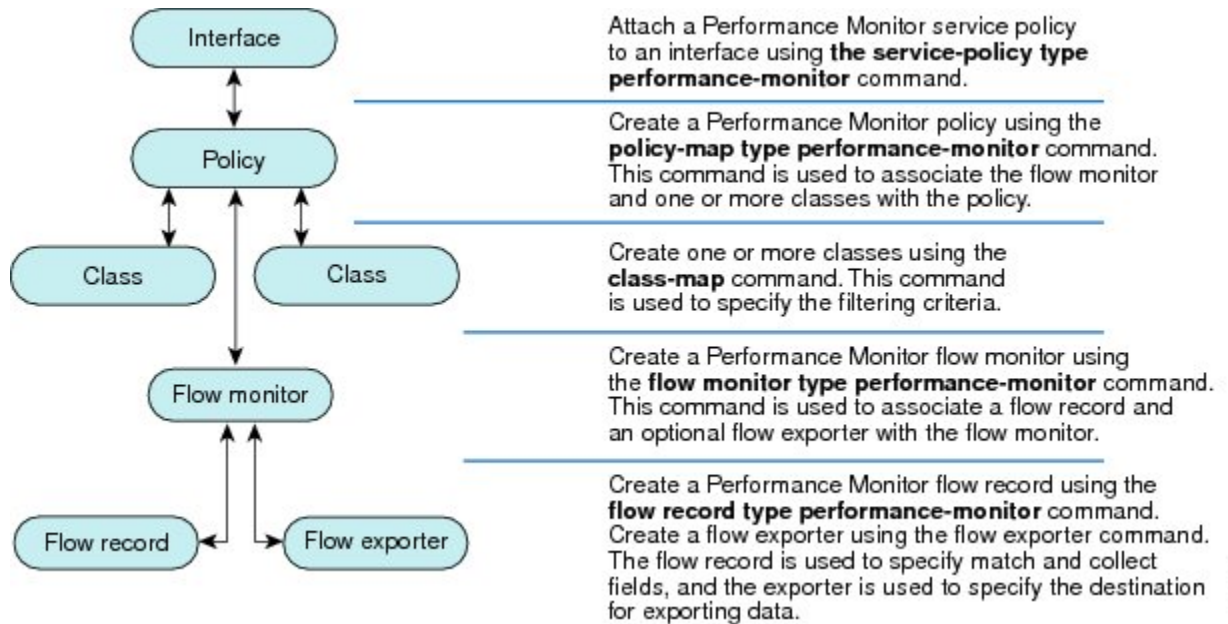 Interface
Attach a Performance Monitor service policy
to an interface using the service-policy type
performance-monitor command.
Policy
Create a Performance Monitor policy using the
policy-map type performance-monitor command.
This command is used to associate the flow monitor
and one or more classes with the policy.
Class
Class
Create one or more classes using the
class-map command. This command
is used to specify the filtering criteria.
Flow monitor
Create a Performance Monitor flow monitor using
the flow monitor type performance-monitor command.
This command is used to associate a flow record and
an optional flow exporter with the flow monitor.
Flow record
Flow exporter
Create a Performance Monitor flow record using the
flow record type performance-monitor command.
Create a flow exporter using the flow exporter command.
The flow record is used to specify match and collect
fields, and the exporter is used to specify the destination
for exporting data.